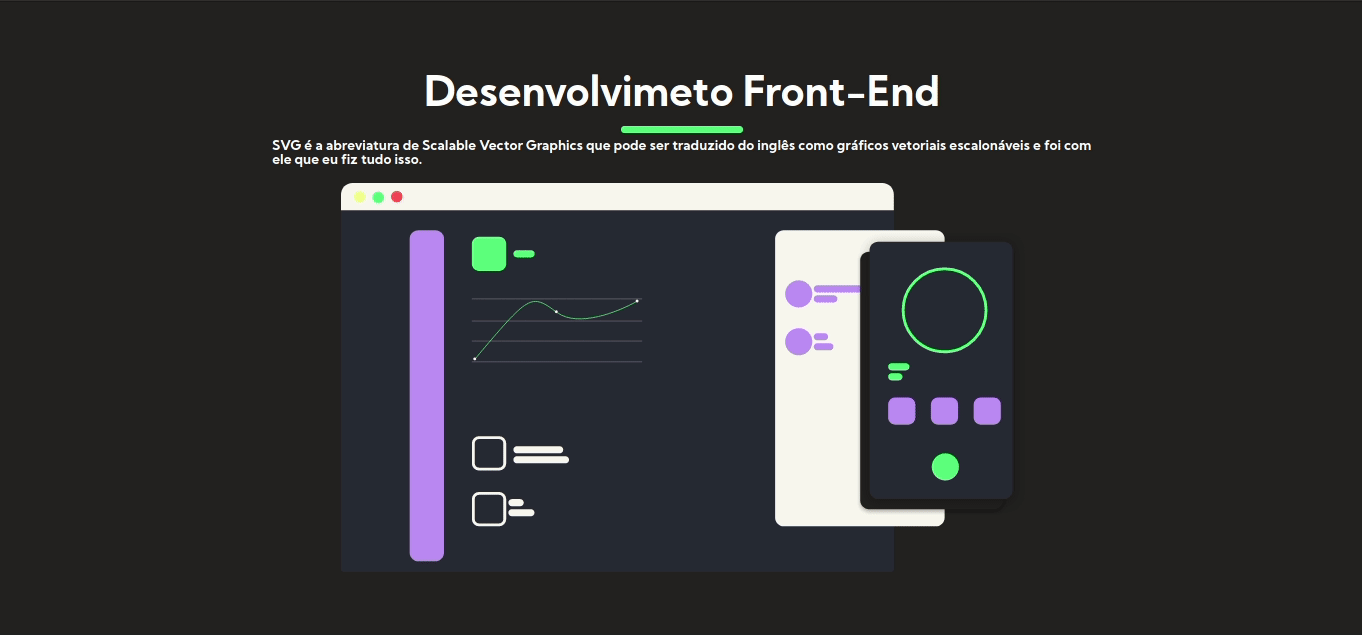 Desenvolvimeto Front-End
SVG é a abreviatura de Scalable Vector Graphics que pode ser traduzido do inglês como gráficos vetoriais escalonáveis e foi com
ele que eu fiz tudo isso.